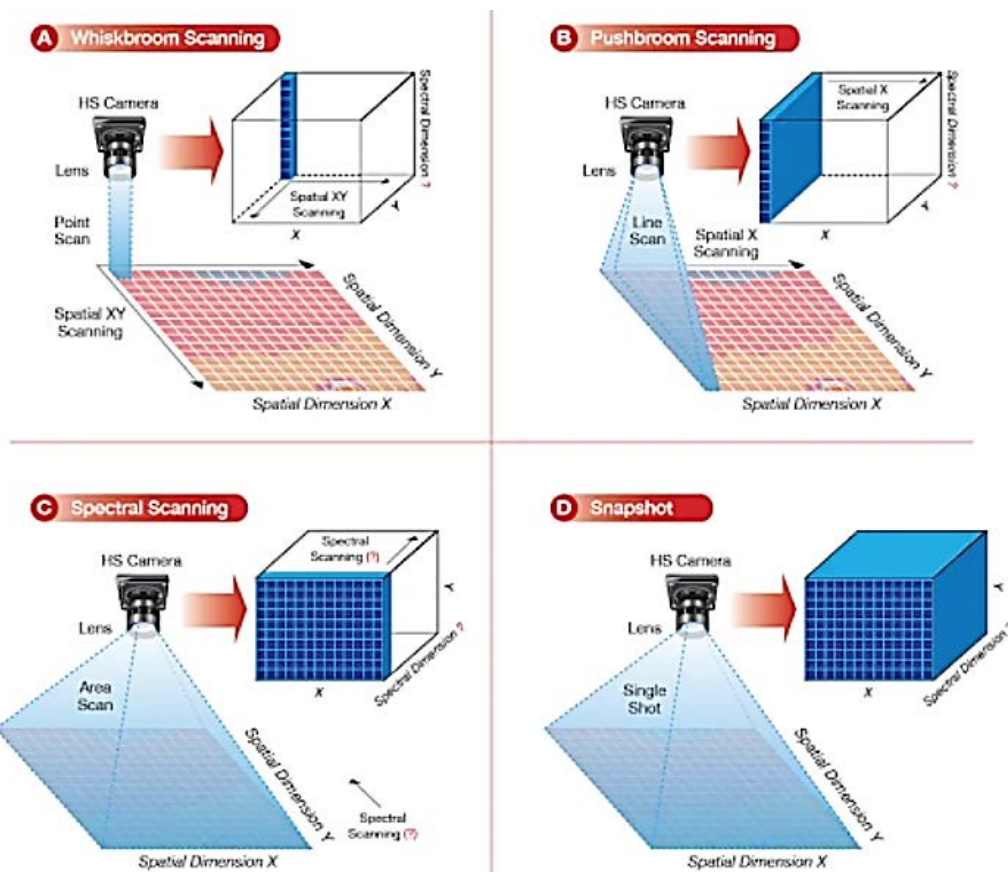 A Whiskbroom Scanning
HS Camera
Lens
Point
Scan
Spatial XY
Scanning
Spatial XY
Scanning
X
Y
Spectral Dimension ?
Spatial Dimension Y
Spatial Dimension X
B Pushbroom Scanning
HS Camera
Lens
Line
Scan
Spatial X
Scanning
Spatial X
Scanning
X
Y
Spectral Dimension ?
Spatial Dimension Y
Spatial Dimension X
C Spectral Scanning
HS Camera
Lens
Area
Scan
Spectral
Scanning (?)
X
Y
Spectral Dimension ?
Spatial Dimension Y
Spectral
Scanning (?)
Spatial Dimension X
D Snapshot
HS Camera
Lens
Single
Shot
X
Y
Spectral Dimension ?
Spatial Dimension Y
Spatial Dimension X